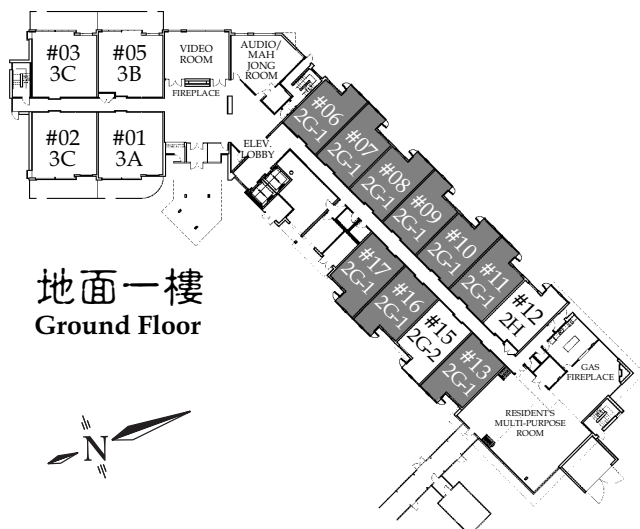 #03
3C
#05
3B
VIDEO
ROOM
FIREPLACE
AUDIO/
MAH
JONG
ROOM
#02
3C
#01
3A
ELEV.
LOBBY
#06
2G-1
#07
2G-1
#08
2G-1
#09
2G-1
#10
2G-1
#11
2G-1
#12
2H
#17
2G-1
#16
2G-1
#15
2G-2
#13
2G-1
GAS
FIREPLACE
RESIDENT'S
MULTI-PURPOSE
ROOM
地面一樓
Ground Floor
N